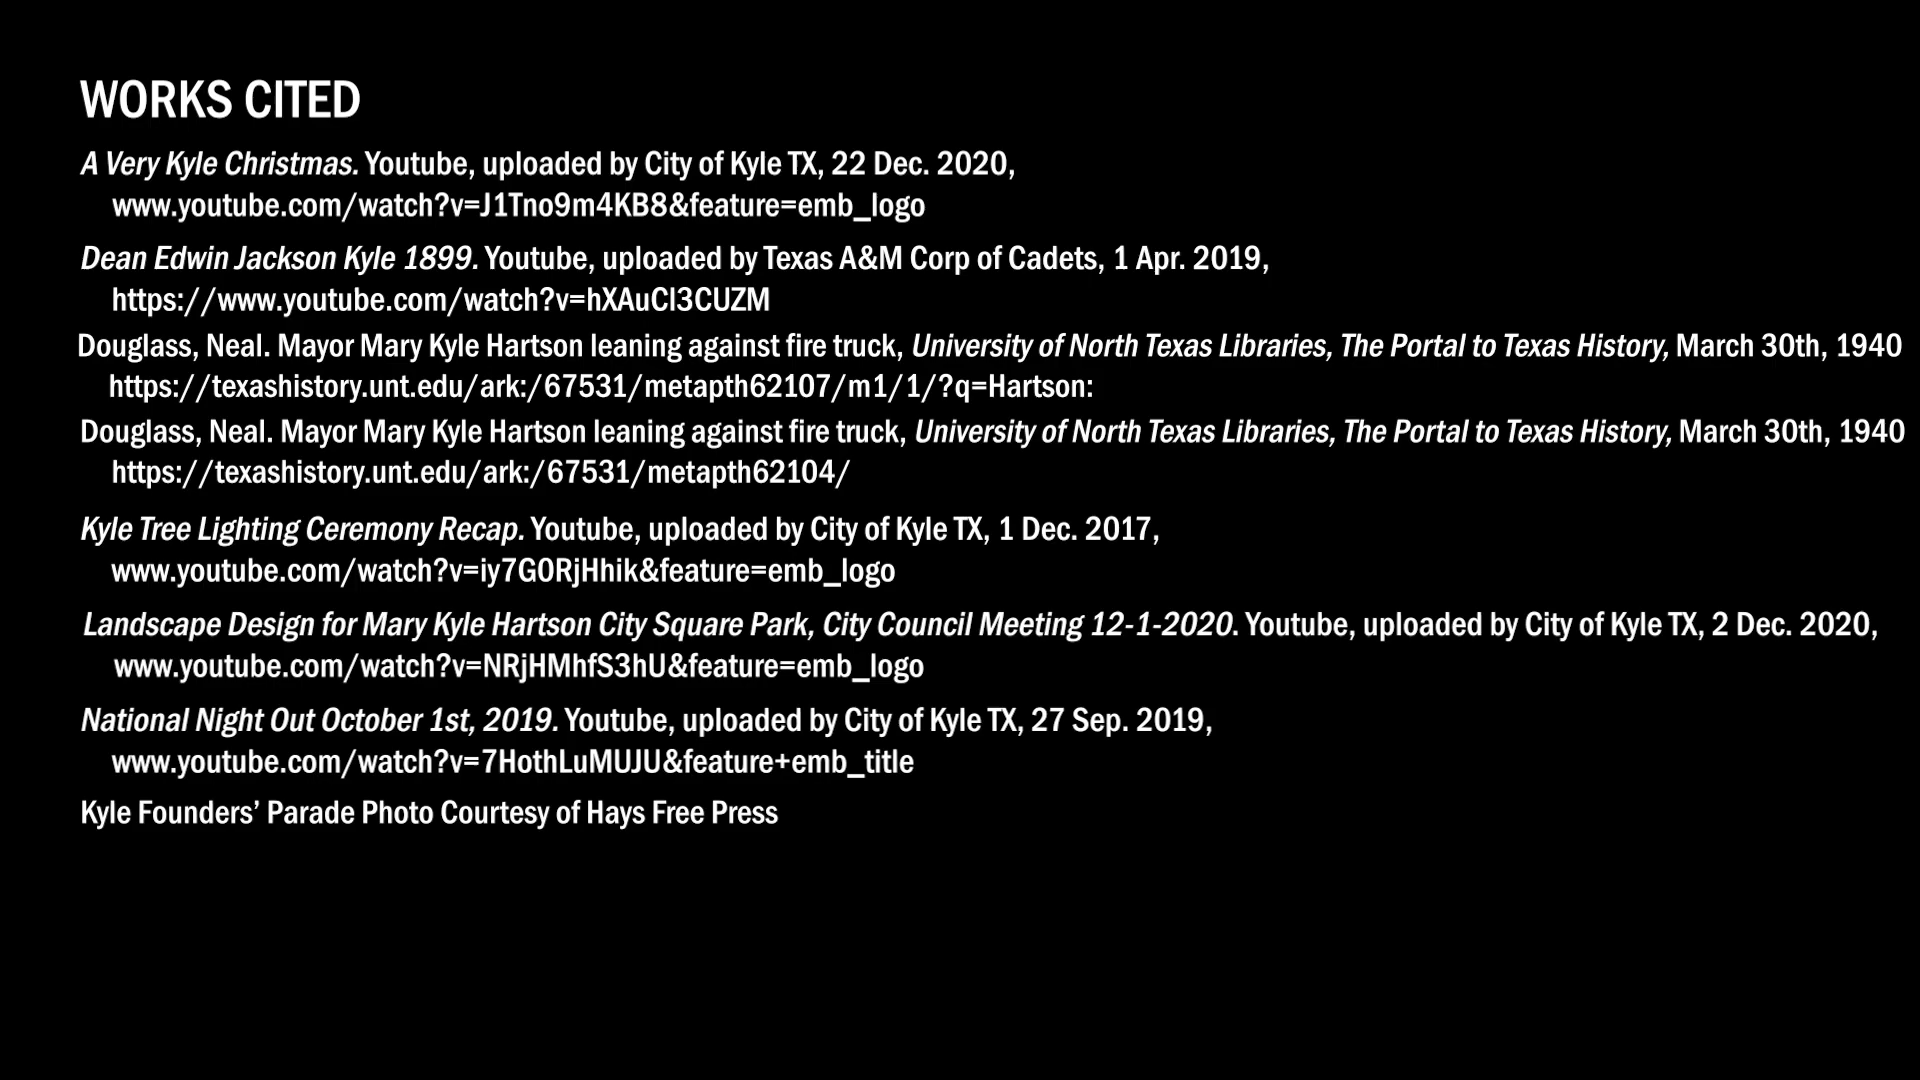 WORKS CITED
A Very Kyle Christmas. Youtube, uploaded by City of Kyle TX, 22 Dec. 2020,
www.youtube.com/watch?v=J1Tno9m4KB8&feature=emb_logo
Dean Edwin Jackson Kyle 1899. Youtube, uploaded by Texas A&M Corp of Cadets, 1 Apr. 2019,
https://www.youtube.com/watch?v=hXAuCl3CUZM
Douglass, Neal. Mayor Mary Kyle Hartson leaning against fire truck, University of North Texas Libraries, The Portal to Texas History, March 30th, 1940
https://texashistory.unt.edu/ark:/67531/metapth62107/m1/1/?q=Hartson:
Douglass, Neal. Mayor Mary Kyle Hartson leaning against fire truck, University of North Texas Libraries, The Portal to Texas History, March 30th, 1940
https://texashistory.unt.edu/ark:/67531/metapth62104/
Kyle Tree Lighting Ceremony Recap. Youtube, uploaded by City of Kyle TX, 1 Dec. 2017,
www.youtube.com/watch?v=iy7G0RjHhik&feature=emb_logo
Landscape Design for Mary Kyle Hartson City Square Park, City Council Meeting 12-1-2020. Youtube, uploaded by City of Kyle TX, 2 Dec. 2020,
www.youtube.com/watch?v=NRjHMhfS3hU&feature=emb_logo
National Night Out October 1st, 2019. Youtube, uploaded by City of Kyle TX, 27 Sep. 2019,
www.youtube.com/watch?v=7HothLuMUJU&feature+emb_title
Kyle Founders’ Parade Photo Courtesy of Hays Free Press